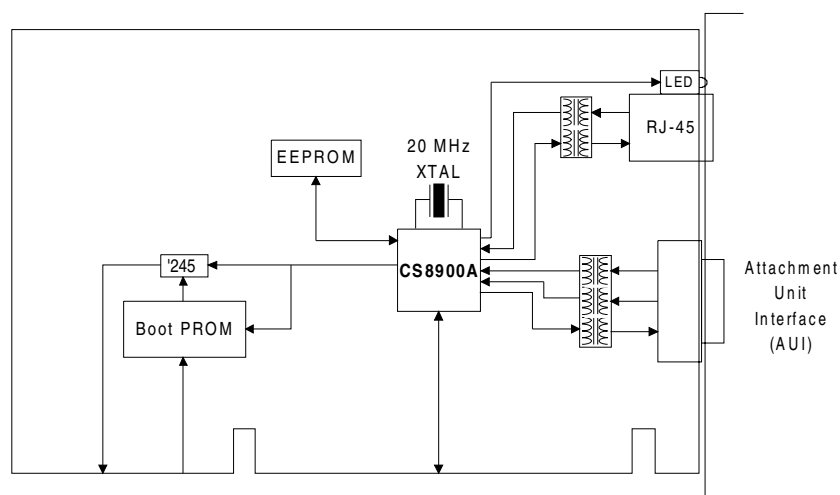 LED
RJ-45
20 MHz
XTAL
EEPROM
CS8900A
'245
Boot PROM
Attachment
Unit
Interface
(AUI)